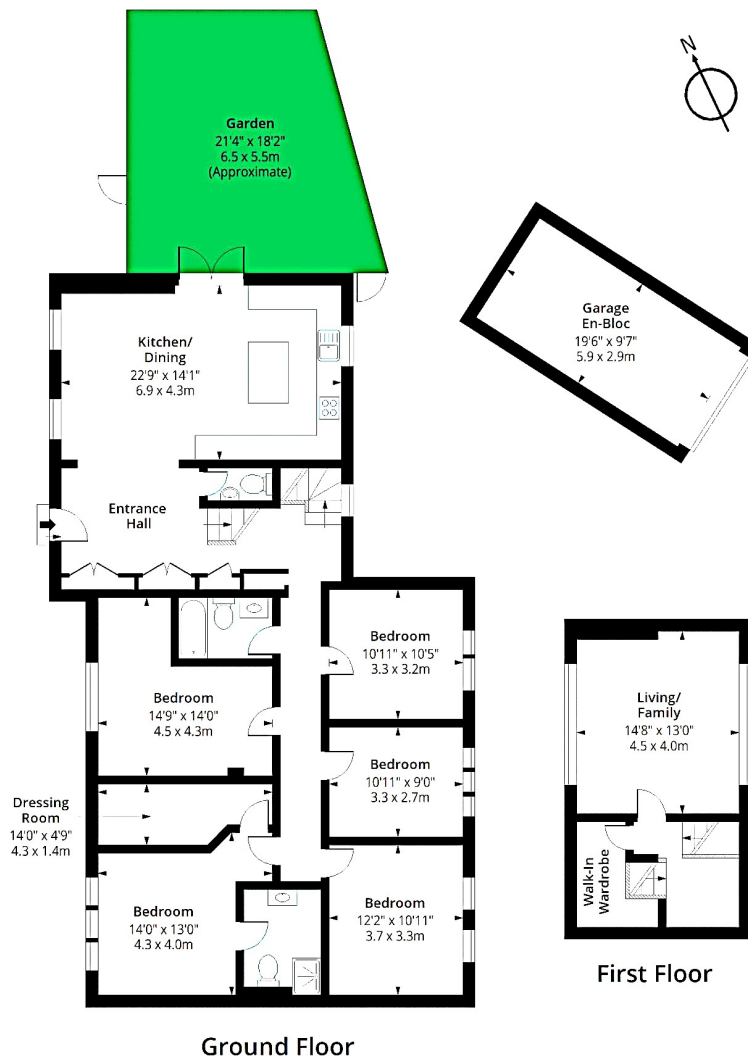 N
Garden
21'4" x 18'2"
6.5 x 5.5m
(Approximate)
Garage
En-Bloc
19'6" x 9'7"
5.9 x 2.9m
Kitchen/
Dining
22'9" x 14'1"
6.9 x 4.3m
Entrance
Hall
Bedroom
10'11" x 10'5"
3.3 x 3.2m
Bedroom
14'9" x 14'0"
4.5 x 4.3m
Bedroom
10'11" x 9'0"
3.3 x 2.7m
Dressing
Room
14'0" x 4'9"
4.3 x 1.4m
Bedroom
14'0" x 13'0"
4.3 x 4.0m
Bedroom
12'2" x 10'11"
3.7 x 3.3m
Living/
Family
14'8" x 13'0"
4.5 x 4.0m
Walk-In
Wardrobe
First Floor
Ground Floor